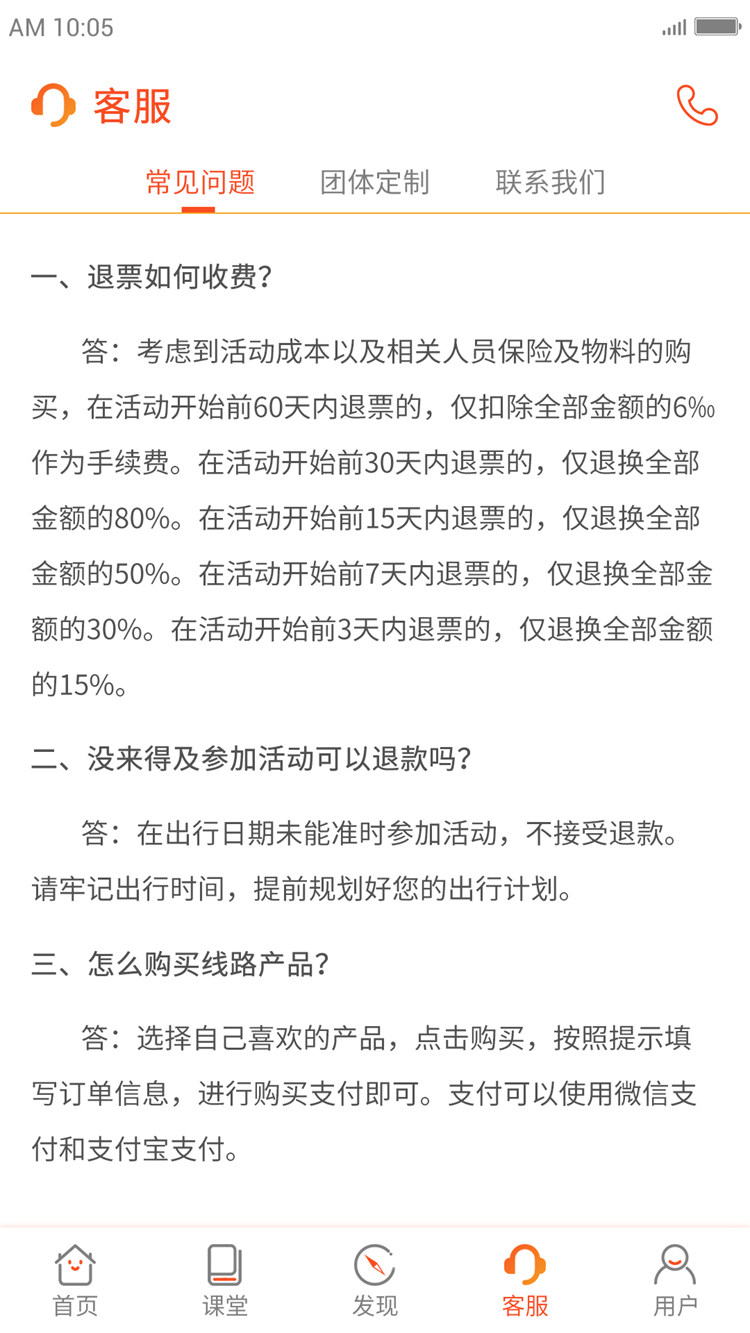 AM 10:05
客服
常见问题 团体定制 联系我们
一、退票如何收费?
答：考虑到活动成本以及相关人员保险及物料的购
买，在活动开始前60天内退票的，仅扣除全部金额的6‰
作为手续费。在活动开始前30天内退票的，仅退换全部
金额的80%。在活动开始前15天内退票的，仅退换全部
金额的50%。在活动开始前7天内退票的，仅退换全部金
额的30%。在活动开始前3天内退票的，仅退换全部金额
的15%。
二、没来得及参加活动可以退款吗?
答：在出行日期未能准时参加活动，不接受退款。
请牢记出行时间，提前规划好您的出行计划。
三、怎么购买线路产品?
答：选择自己喜欢的产品，点击购买，按照提示填
写订单信息，进行购买支付即可。支付可以使用微信支
付和支付宝支付。
首页 课堂 发现 客服 用户